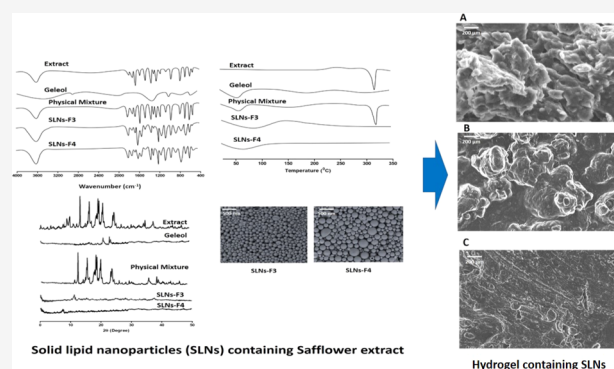 Extract
Geleol
Physical Mixture
SLNs-F3
SLNs-F4
4000 3600 3200 2800 2400 2000 1600 1200 800 400
Wavenumber (cm⁻¹)
Extract
Geleol
Physical Mixture
SLNs-F3
SLNs-F4
50 100 150 200 250 300 350
Temperature (⁰C)
Extract
Geleol
Physical Mixture
SLNs-F3
SLNs-F4
0 10 20 30 40 50
2θ (Degree)
SLNs-F3
SLNs-F4
A
200 µm
B
200 µm
C
200 µm
Solid lipid nanoparticles (SLNs) containing Safflower extract
Hydrogel containing SLNs